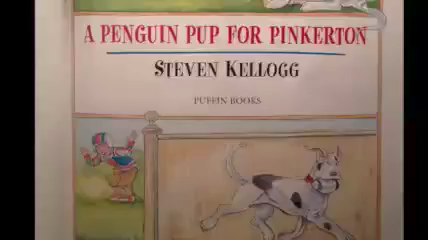 A PENGUIN PUP FOR PINKERTON
STEVEN KELLOGG
PUFFIN BOOKS